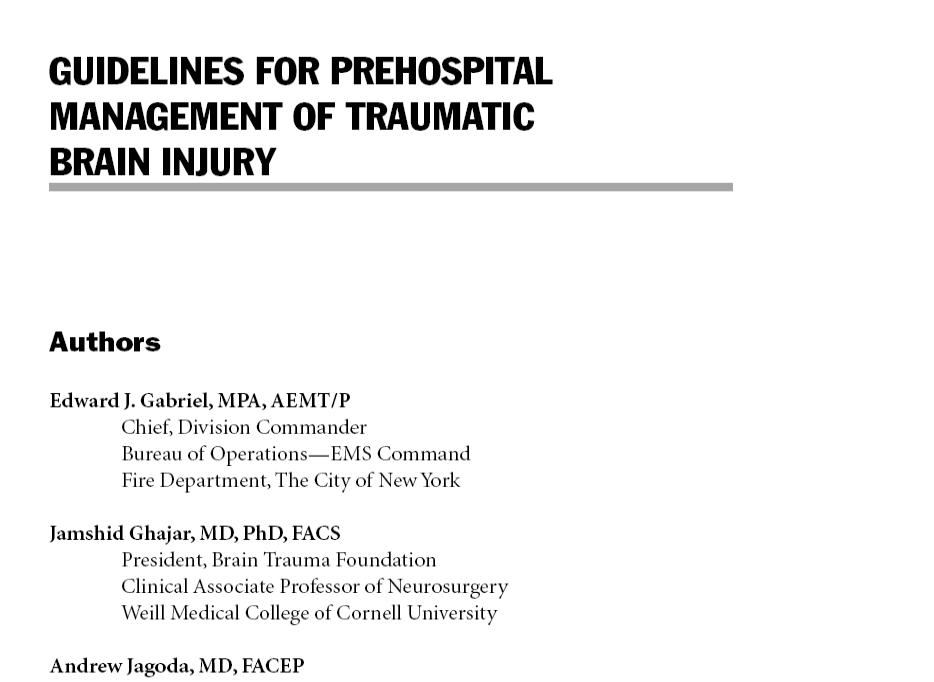 GUIDELINES FOR PREHOSPITAL
MANAGEMENT OF TRAUMATIC
BRAIN INJURY
Authors
Edward J. Gabriel, MPA, AEMT/P
Chief, Division Commander
Bureau of Operations—EMS Command
Fire Department, The City of New York
Jamshid Ghajar, MD, PhD, FACS
President, Brain Trauma Foundation
Clinical Associate Professor of Neurosurgery
Weill Medical College of Cornell University
Andrew Jagoda, MD, FACEP